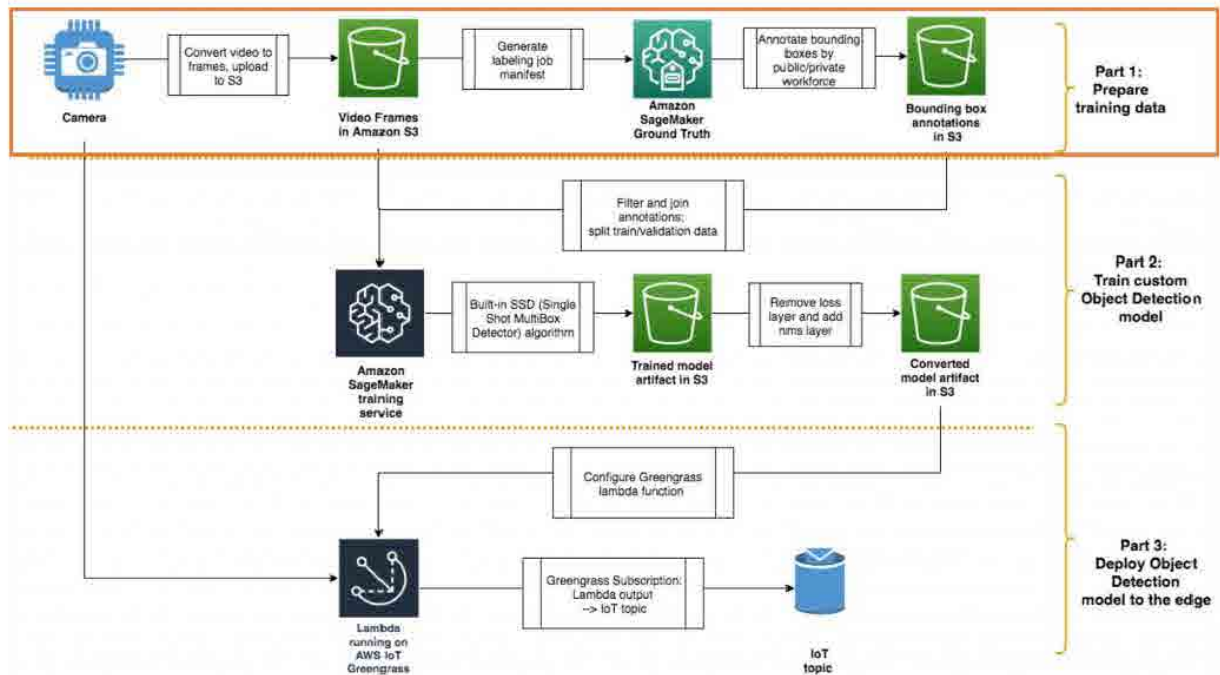 Convert video to
frames, upload
to S3
Generate
labeling job
manifest
Annotate bounding
boxes by
public/private
workforce
Camera
Video Frames
in Amazon S3
Amazon
SageMaker
Ground Truth
Bounding box
annotations
in S3
Part 1:
Prepare
training data
Filter and join
annotations;
split train/validation data
Built-in SSD (Single
Shot MultiBox
Detector) algorithm
Remove loss
layer and add
nms layer
Amazon
SageMaker
training
service
Trained model
artifact in S3
Converted
model artifact
in S3
Part 2:
Train custom
Object Detection
model
Configure Greengrass
lambda function
Greengrass Subscription:
Lambda output
--> IoT topic
Lambda
running on
AWS IoT
Greengrass
IoT
topic
Part 3:
Deploy Object
Detection
model to the edge